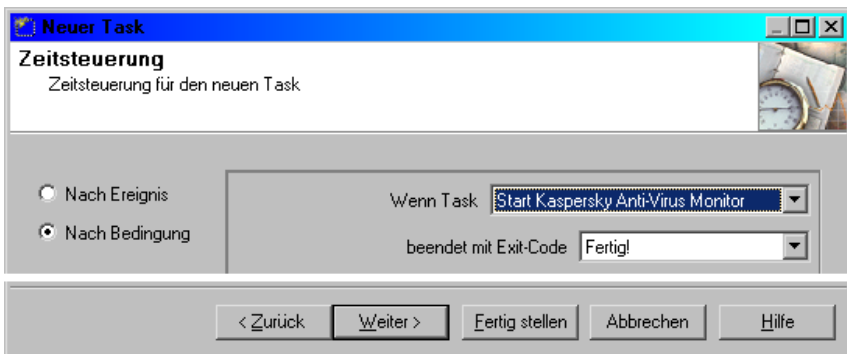 Neuer Task
Zeitsteuerung
Zeitsteuerung für den neuen Task
Nach Ereignis
Nach Bedingung
Wenn Task Start Kaspersky Anti-Virus Monitor
beendet mit Exit-Code Fertig!
< Zurück Weiter > Fertig stellen Abbrechen Hilfe